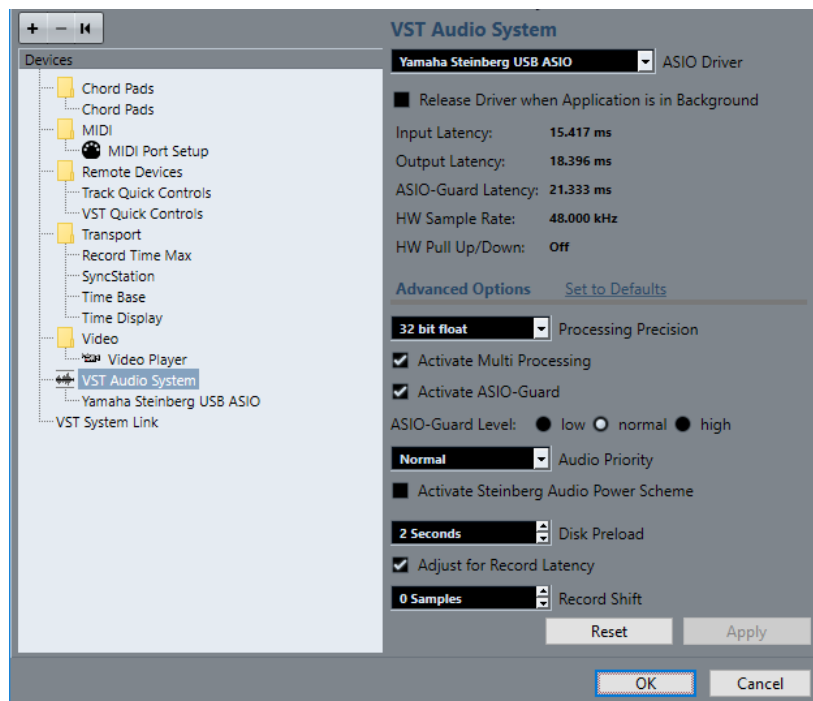 Devices
Chord Pads
Chord Pads
MIDI
MIDI Port Setup
Remote Devices
Track Quick Controls
VST Quick Controls
Transport
Record Time Max
SyncStation
Time Base
Time Display
Video
Video Player
VST Audio System
Yamaha Steinberg USB ASIO
VST System Link
VST Audio System
Yamaha Steinberg USB ASIO ASIO Driver
Release Driver when Application is in Background
Input Latency: 15.417 ms
Output Latency: 18.396 ms
ASIO-Guard Latency: 21.333 ms
HW Sample Rate: 48.000 kHz
HW Pull Up/Down: Off
Advanced Options Set to Defaults
32 bit float Processing Precision
Activate Multi Processing
Activate ASIO-Guard
ASIO-Guard Level: low normal high
Normal Audio Priority
Activate Steinberg Audio Power Scheme
2 Seconds Disk Preload
Adjust for Record Latency
0 Samples Record Shift
Reset Apply
OK Cancel